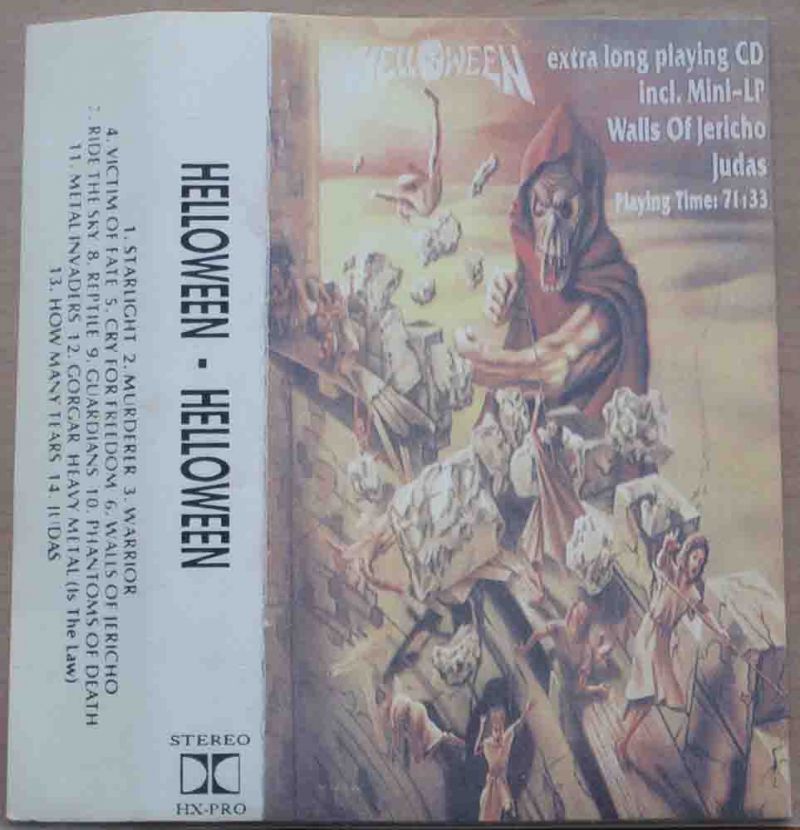 HELLOWEEN
extra long playing CD
incl. Mini-LP
Walls Of Jericho
Judas
Playing Time: 71:33
HELLOWEEN - HELLOWEEN
1. STARLIGHT 2. MURDERER 3. WARRIOR
4. VICTIM OF FATE 5. CRY FOR FREEDOM 6. WALLS OF JERICHO
RIDE THE SKY 8. REPTILE 9. GUARDIANS 10. PHANTOMS OF DEATH
11. METAL INVADERS 12. GORGAR HEAVY METAL (Is The Law)
13. HOW MANY TEARS 14. JUDAS
STEREO
HX-PRO